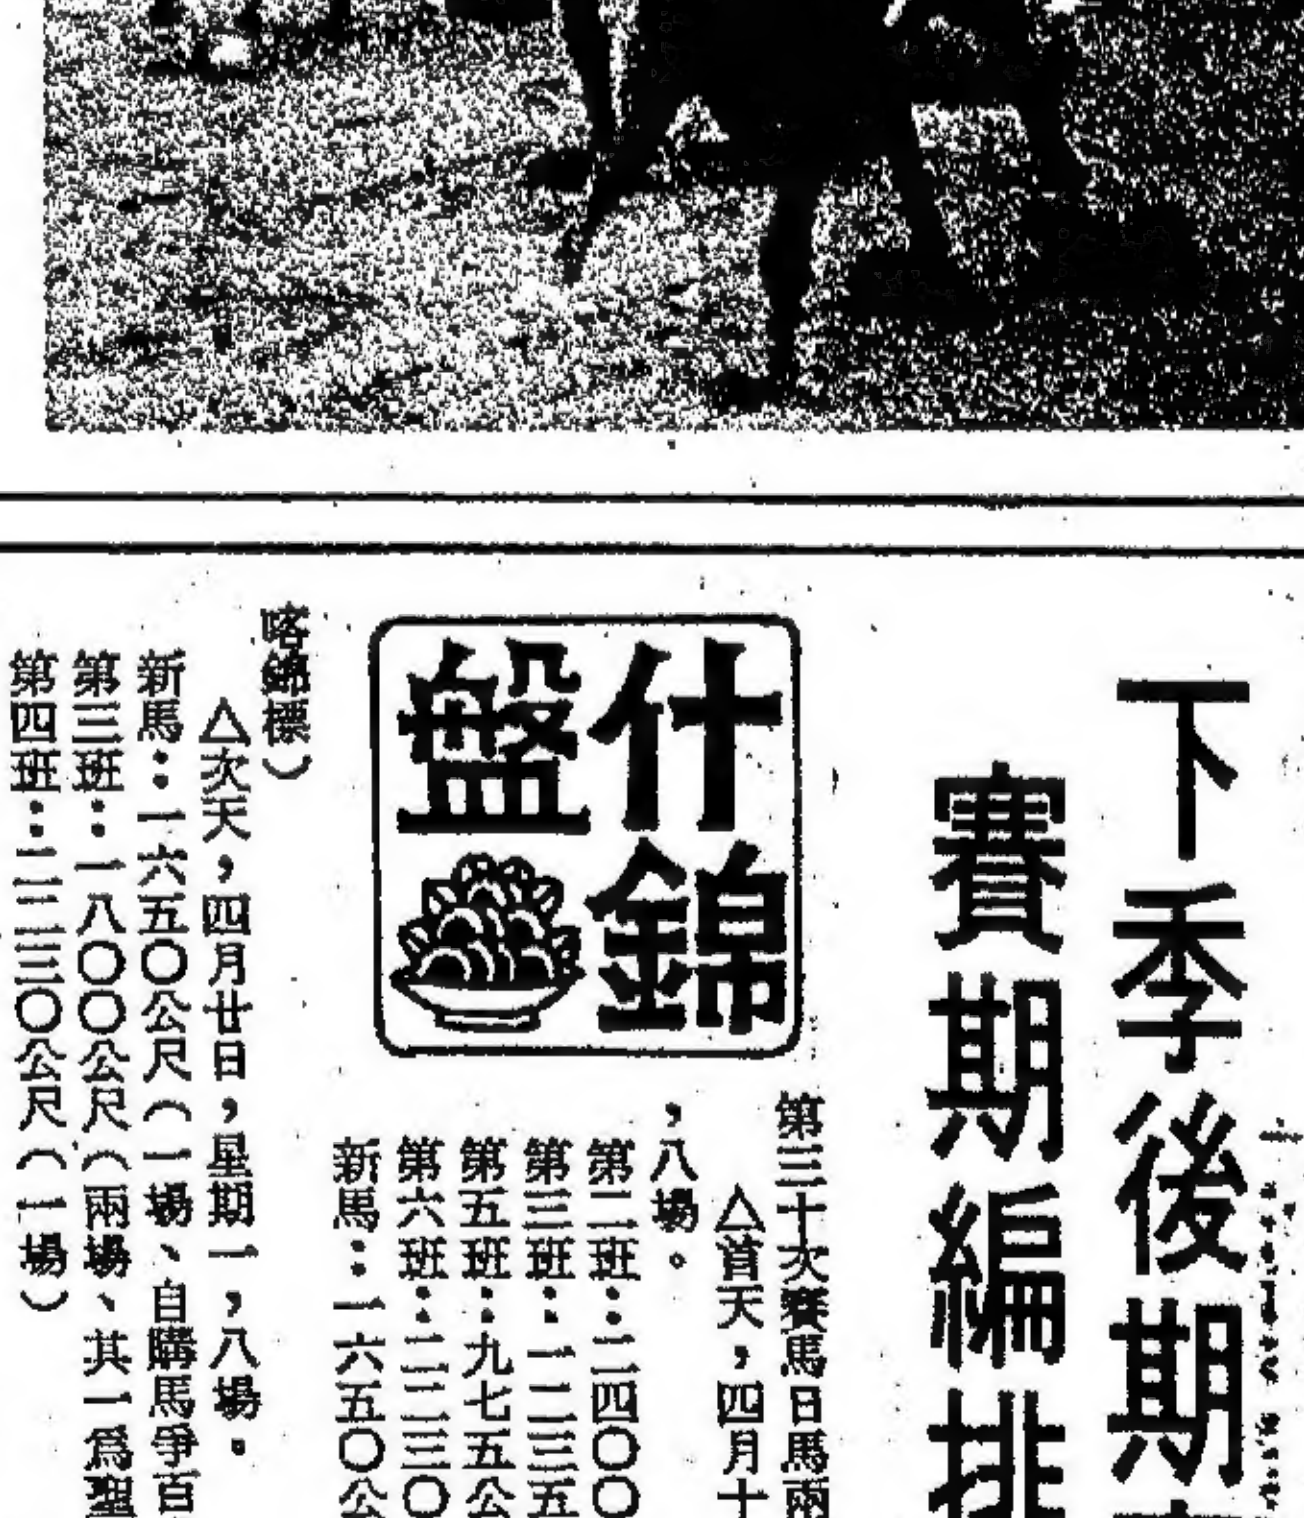 下季後期
賽期編排
什錦
盤
第三十次賽馬日馬兩
△首天，四月十
，八場。
第二班：二四〇〇
第三班：一二三五
第五班：九七五公
第六班：二二三〇
新馬：一六五〇公
喀錦標）
△次天，四月廿日，星期一，八場。
新馬：一六五〇公尺（一場、自購馬爭百
第三班：一八〇〇公尺（兩場、其一爲聖
第四班：二二三〇公尺（一場）